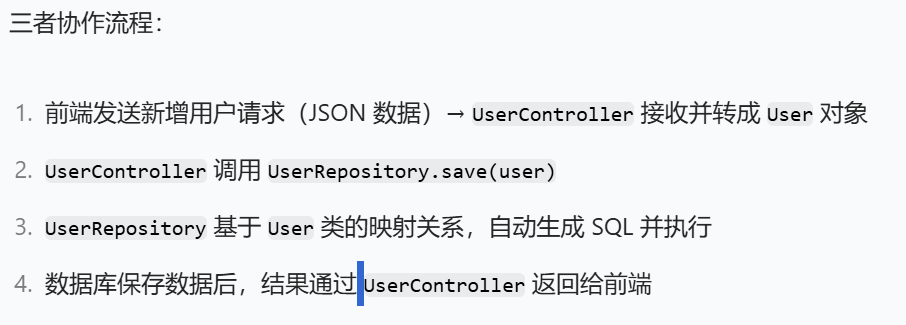 三者协作流程：
1. 前端发送新增用户请求（JSON 数据）→ UserController 接收并转成 User 对象
2. UserController 调用 UserRepository.save(user)
3. UserRepository 基于 User 类的映射关系，自动生成 SQL 并执行
4. 数据库保存数据后，结果通过 UserController 返回给前端